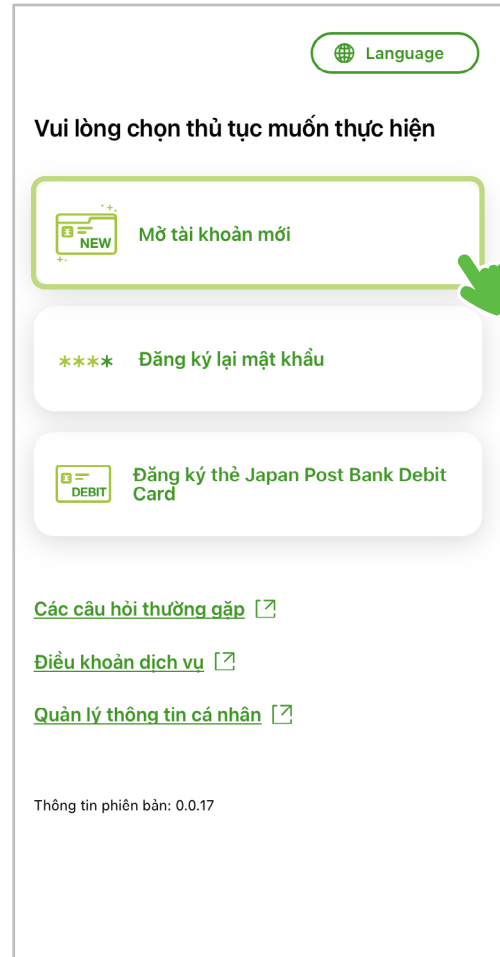 Language
Vui lòng chọn thủ tục muốn thực hiện
NEW
Mở tài khoản mới
****
Đăng ký lại mật khẩu
DEBIT
Đăng ký thẻ Japan Post Bank Debit
Card
Các câu hỏi thường gặp
Điều khoản dịch vụ
Quản lý thông tin cá nhân
Thông tin phiên bản: 0.0.17